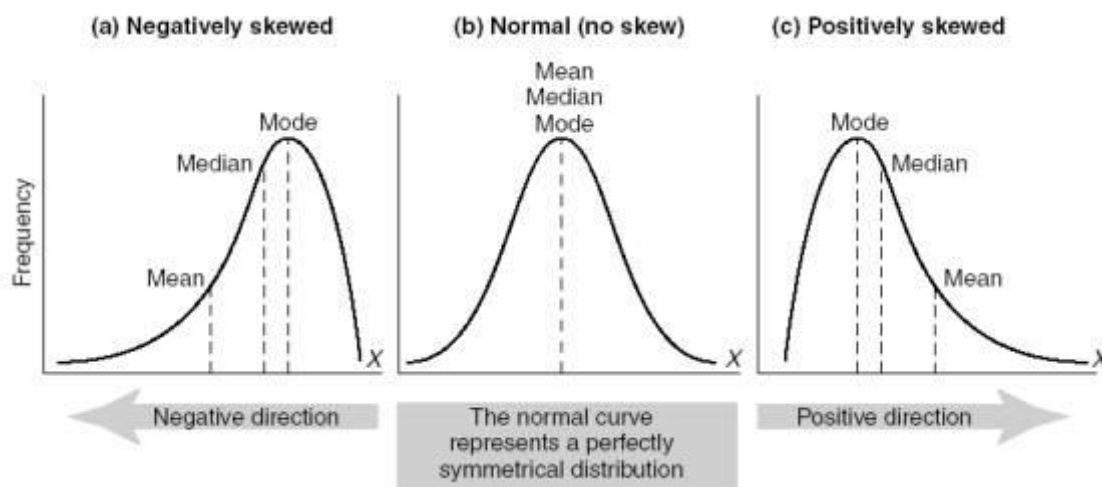 (a) Negatively skewed
(b) Normal (no skew)
(c) Positively skewed
Frequency
Mean
Median
Mode
X
Negative direction
Mean
Median
Mode
X
The normal curve
represents a perfectly
symmetrical distribution
Mode
Median
Mean
X
Positive direction